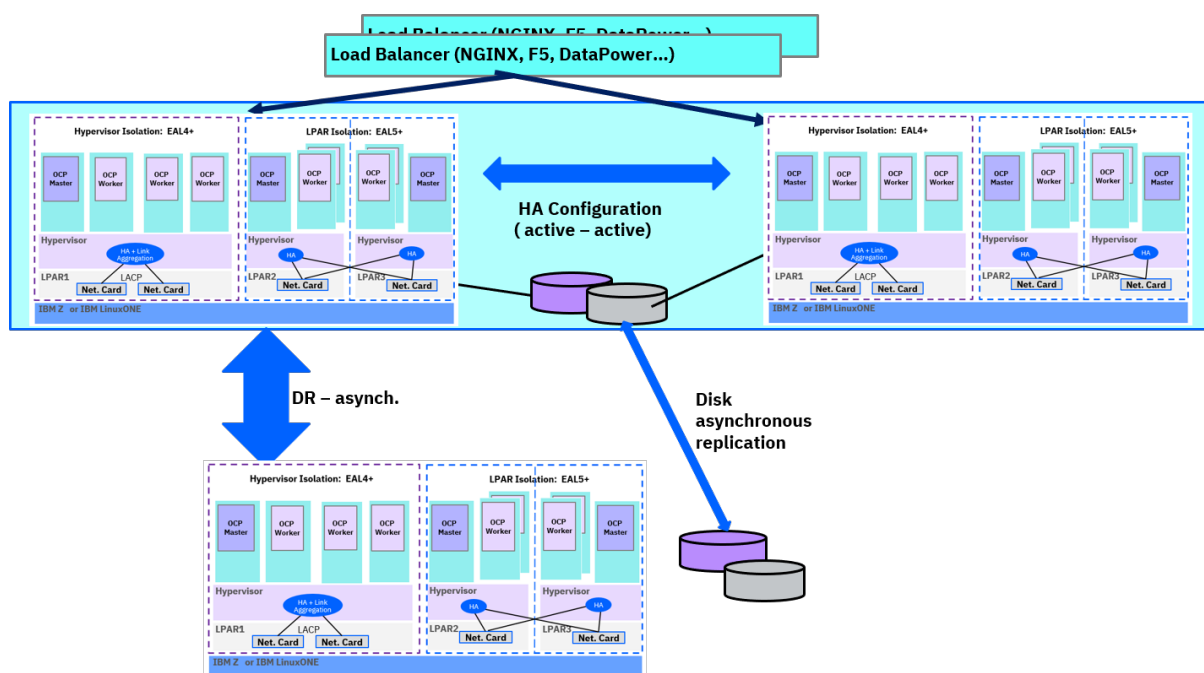 Load Balancer (NGINX, F5, DataPower...)
Load Balancer (NGINX, F5, DataPower...)
Hypervisor Isolation: EAL4+
LPAR Isolation: EAL5+
OCP
Master
OCP
Worker
OCP
Worker
OCP
Worker
OCP
Master
OCP
Worker
OCP
Worker
OCP
Master
Hypervisor
HA + Link
Aggregation
Hypervisor
HA
Hypervisor
HA
LPAR1
LACP
Net. Card
Net. Card
LPAR2
Net. Card
LPAR3
Net. Card
IBM Z or IBM LinuxONE
HA Configuration
( active – active)
Hypervisor Isolation: EAL4+
LPAR Isolation: EAL5+
OCP
Master
OCP
Worker
OCP
Worker
OCP
Worker
OCP
Master
OCP
Worker
OCP
Worker
OCP
Master
Hypervisor
HA + Link
Aggregation
Hypervisor
HA
Hypervisor
HA
LPAR1
LACP
Net. Card
Net. Card
LPAR2
Net. Card
LPAR3
Net. Card
IBM Z or IBM LinuxONE
DR – asynch.
Disk
asynchronous
replication
Hypervisor Isolation: EAL4+
LPAR Isolation: EAL5+
OCP
Master
OCP
Worker
OCP
Worker
OCP
Worker
OCP
Master
OCP
Worker
OCP
Worker
OCP
Master
Hypervisor
HA + Link
Aggregation
Hypervisor
HA
Hypervisor
HA
LPAR1
LACP
Net. Card
Net. Card
LPAR2
Net. Card
LPAR3
Net. Card
IBM Z or IBM LinuxONE